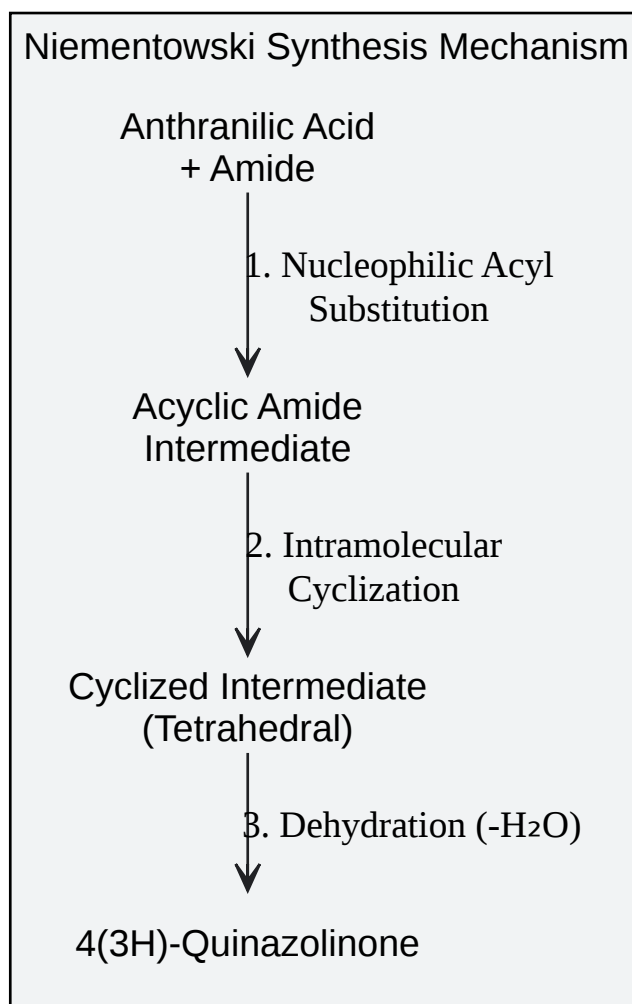 Niementowski Synthesis Mechanism
Anthranilic Acid
+ Amide
1. Nucleophilic Acyl
Substitution
Acyclic Amide
Intermediate
2. Intramolecular
Cyclization
Cyclized Intermediate
(Tetrahedral)
3. Dehydration (-H₂O)
4(3H)-Quinazolinone